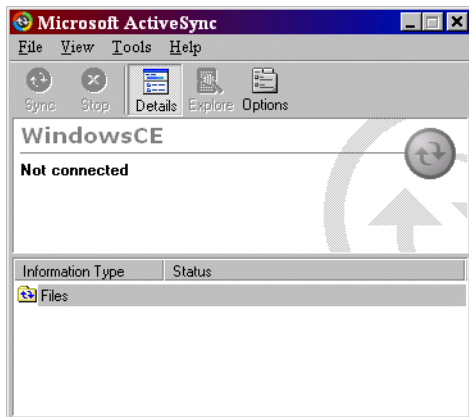 Microsoft ActiveSync
File View Tools Help
Sync Stop Details Explore Options
WindowsCE
Not connected
Information Type Status
Files